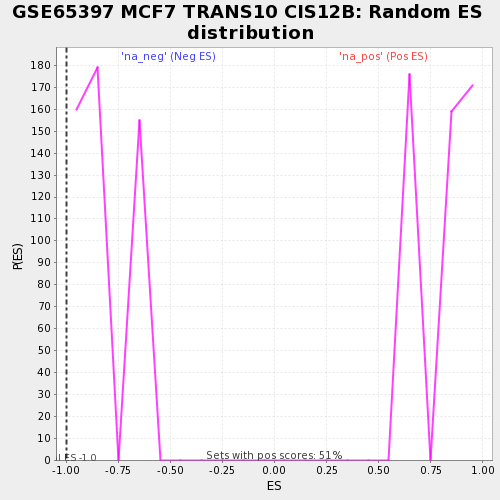 GSE65397 MCF7 TRANS10 CIS12B: Random ES
distribution
'na_neg' (Neg ES)
'na_pos' (Pos ES)
180
170
160
150
140
130
120
110
100
90
80
70
60
50
40
30
20
10
0
P(ES)
Sets with pos scores: 51%
-1.00 -0.75 -0.50 -0.25 0.00 0.25 0.50 0.75 1.00
ES